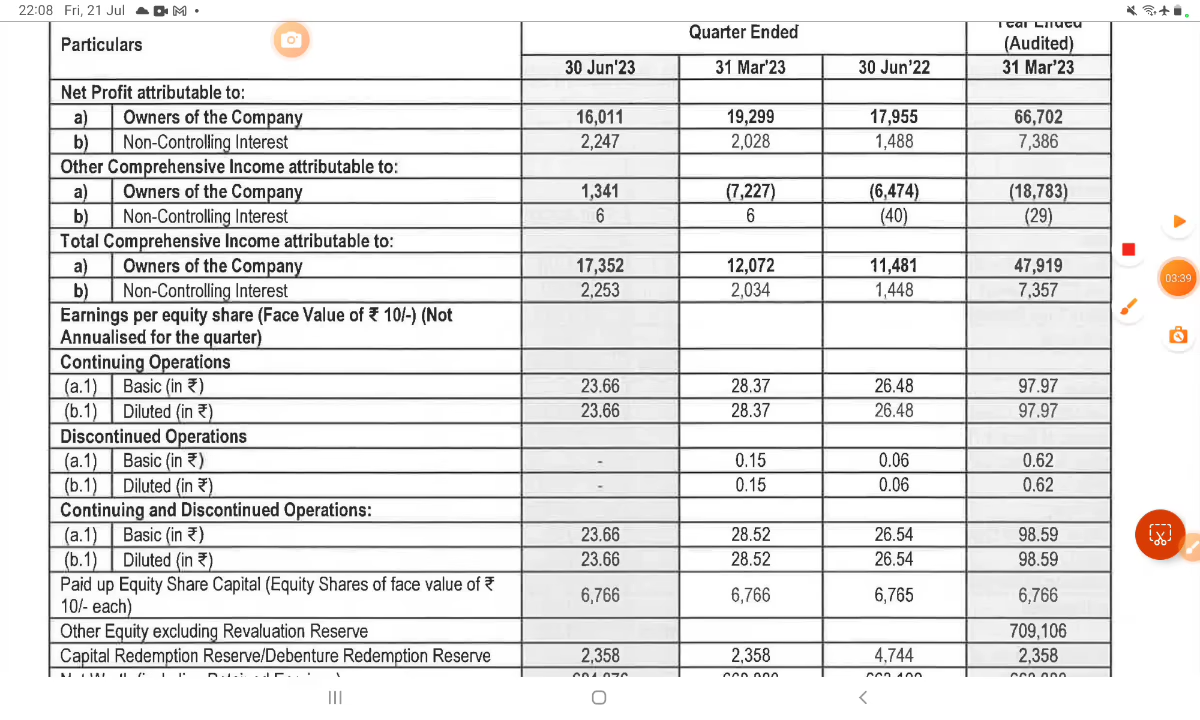 22:08 Fri, 21 Jul
Particulars
Quarter Ended
Year Ended
(Audited)
30 Jun'23 31 Mar'23 30 Jun'22 31 Mar'23
Net Profit attributable to:
a) Owners of the Company 16,011 19,299 17,955 66,702
b) Non-Controlling Interest 2,247 2,028 1,488 7,386
Other Comprehensive Income attributable to:
a) Owners of the Company 1,341 (7,227) (6,474) (18,783)
b) Non-Controlling Interest 6 6 (40) (29)
Total Comprehensive Income attributable to:
a) Owners of the Company 17,352 12,072 11,481 47,919
b) Non-Controlling Interest 2,253 2,034 1,448 7,357
Earnings per equity share (Face Value of ₹ 10/-) (Not
Annualised for the quarter)
Continuing Operations
(a.1) Basic (in ₹) 23.66 28.37 26.48 97.97
(b.1) Diluted (in ₹) 23.66 28.37 26.48 97.97
Discontinued Operations
(a.1) Basic (in ₹) - 0.15 0.06 0.62
(b.1) Diluted (in ₹) - 0.15 0.06 0.62
Continuing and Discontinued Operations:
(a.1) Basic (in ₹) 23.66 28.52 26.54 98.59
(b.1) Diluted (in ₹) 23.66 28.52 26.54 98.59
Paid up Equity Share Capital (Equity Shares of face value of ₹
10/- each) 6,766 6,766 6,765 6,766
Other Equity excluding Revaluation Reserve 709,106
Capital Redemption Reserve/Debenture Redemption Reserve 2,358 2,358 4,744 2,358
03:39